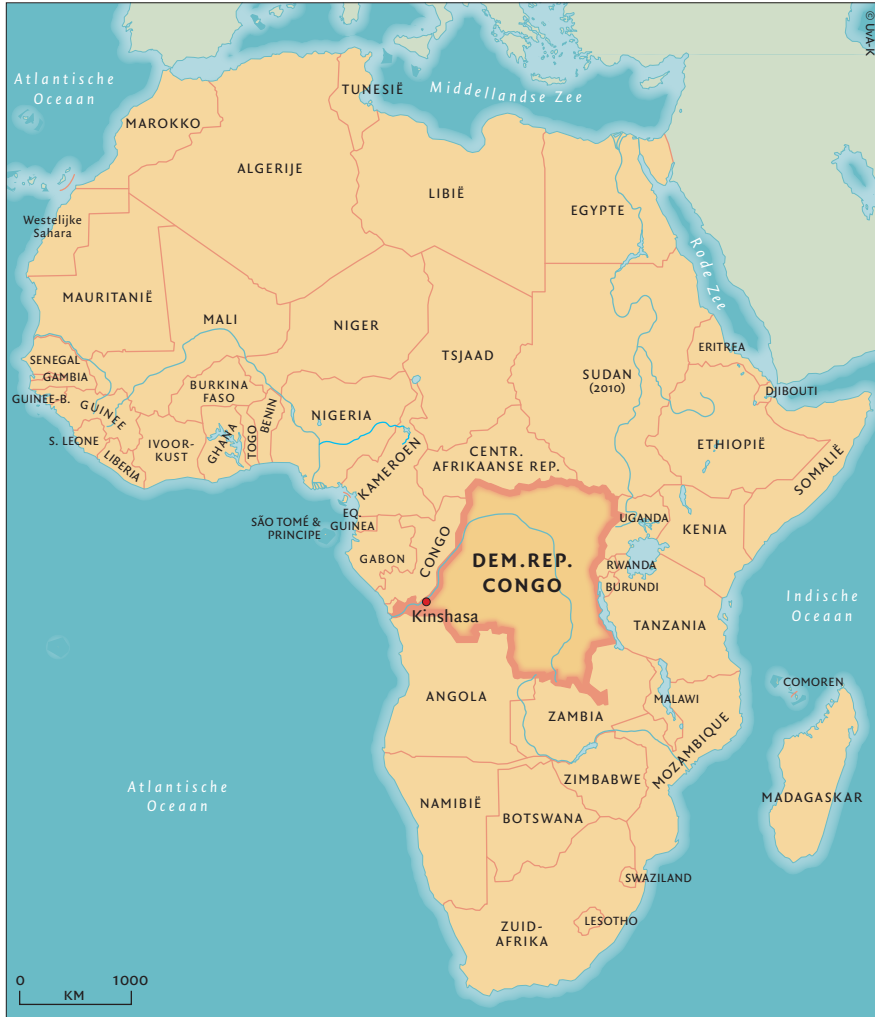 © UvA-K
Atlantische
Oceaan
Middellandse Zee
TUNESIË
MAROKKO
ALGERIJE
LIBIË
EGYPTE
Westelijke
Sahara
Rode Zee
MAURITANIË
MALI
NIGER
TSJAAD
SUDAN
(2010)
ERITREA
SENEGAL
GAMBIA
GUINEE-B.
GUINEE
BURKINA
FASO
DJIBOUTI
S. LEONE
LIBERIA
IVOOR-
KUST
GHANA
TOGO
BENIN
NIGERIA
KAMEROEN
CENTR.
AFRIKAANSE REP.
ETHIOPIË
SOMALIË
SÃO TOMÉ &
PRINCIPE
EQ.
GUINEA
GABON
CONGO
DEM.REP.
CONGO
UGANDA
KENIA
RWANDA
BURUNDI
Kinshasa
TANZANIA
Indische
Oceaan
COMOREN
ANGOLA
ZAMBIA
MALAWI
MOZAMBIQUE
Atlantische
Oceaan
NAMIBIË
BOTSWANA
ZIMBABWE
MADAGASKAR
SWAZILAND
LESOTHO
ZUID-
AFRIKA
0 1000
KM